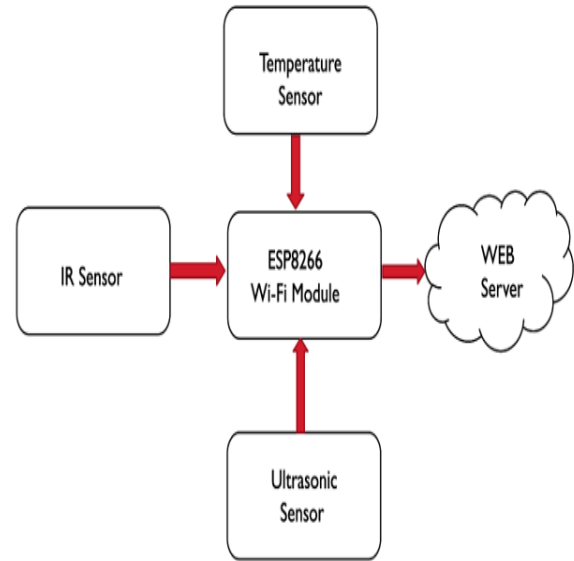 Temperature
Sensor
IR Sensor
ESP8266
Wi-Fi Module
WEB
Server
Ultrasonic
Sensor